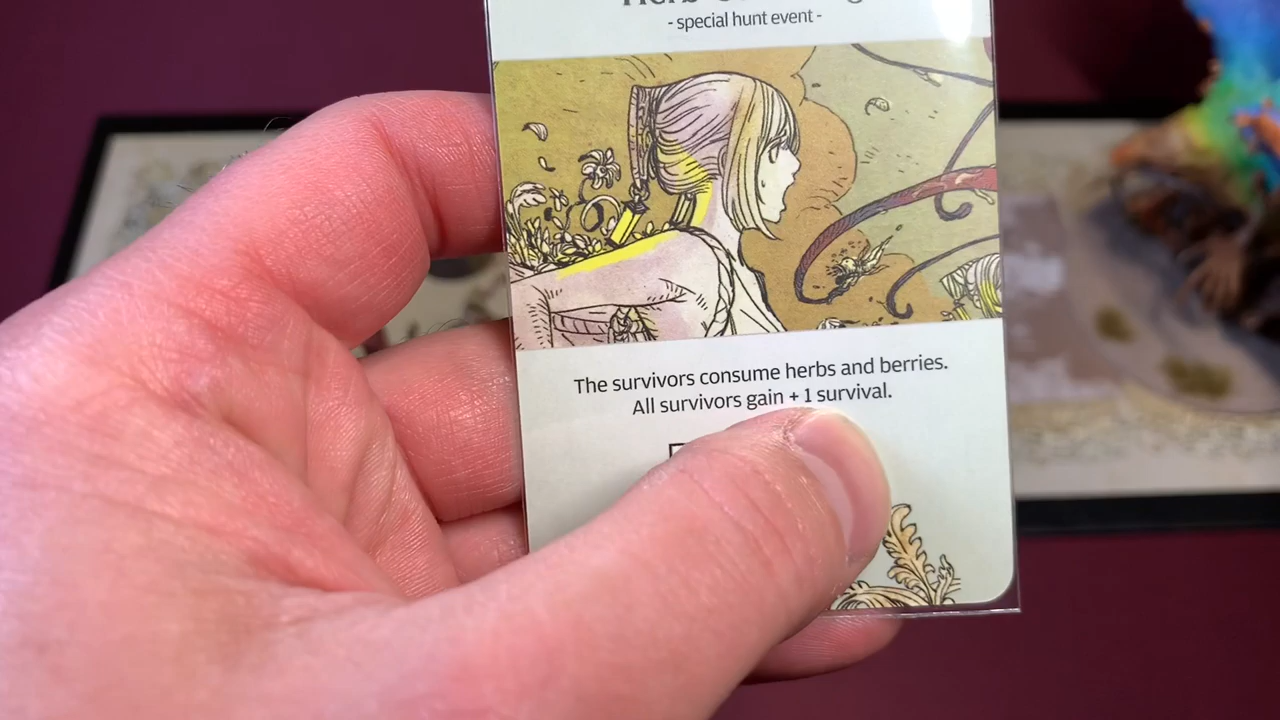 - special hunt event -
The survivors consume herbs and berries.
All survivors gain + 1 survival.